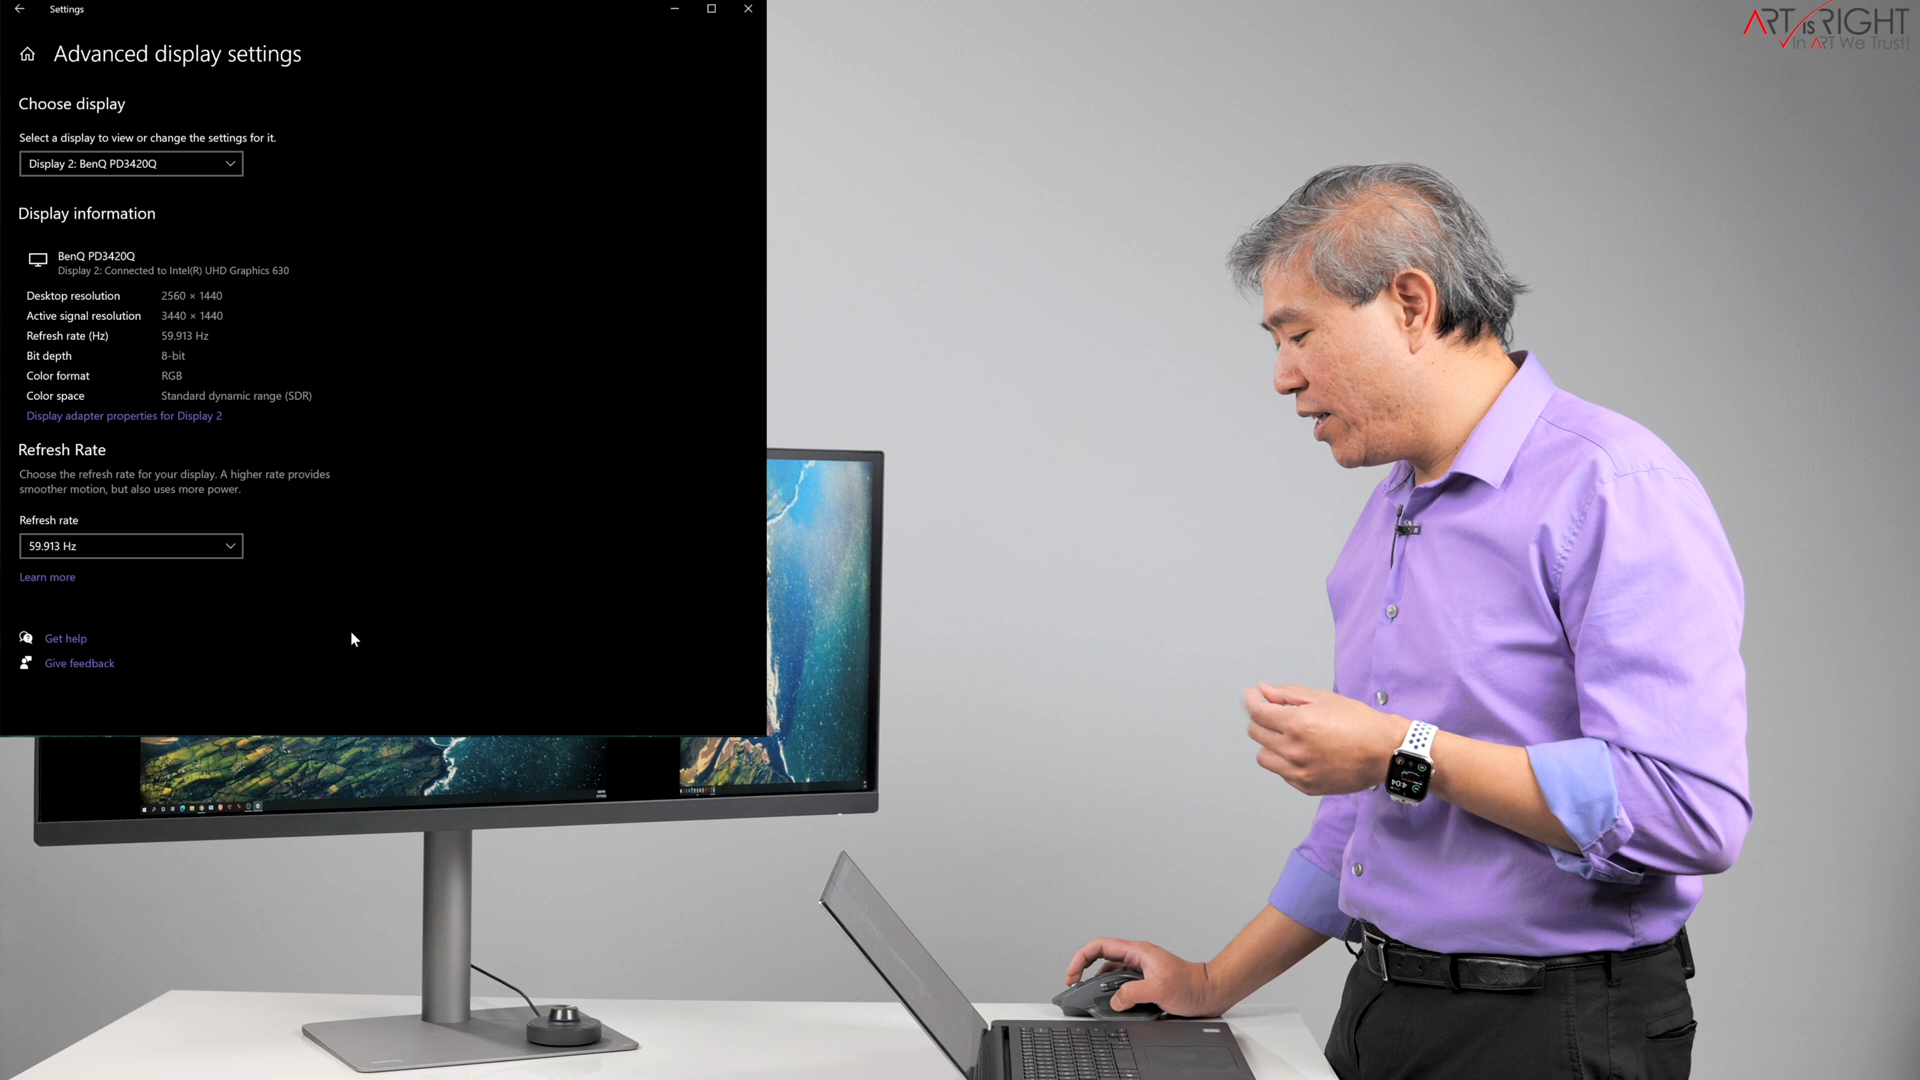 Settings
ART is RIGHT
In ART We Trust!
Advanced display settings
Choose display
Select a display to view or change the settings for it.
Display 2: BenQ PD3420Q
Display information
BenQ PD3420Q
Display 2: Connected to Intel(R) UHD Graphics 630
Desktop resolution 2560 × 1440
Active signal resolution 3440 × 1440
Refresh rate (Hz) 59.913 Hz
Bit depth 8-bit
Color format RGB
Color space Standard dynamic range (SDR)
Display adapter properties for Display 2
Refresh Rate
Choose the refresh rate for your display. A higher rate provides
smoother motion, but also uses more power.
Refresh rate
59.913 Hz
Learn more
Get help
Give feedback